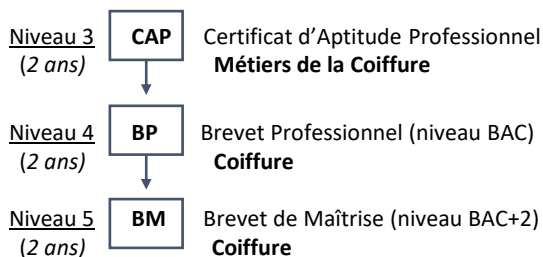 Niveau 3 CAP Certificat d’Aptitude Professionnel
(2 ans) Métiers de la Coiffure
Niveau 4 BP Brevet Professionnel (niveau BAC)
(2 ans) Coiffure
Niveau 5 BM Brevet de Maîtrise (niveau BAC+2)
(2 ans) Coiffure